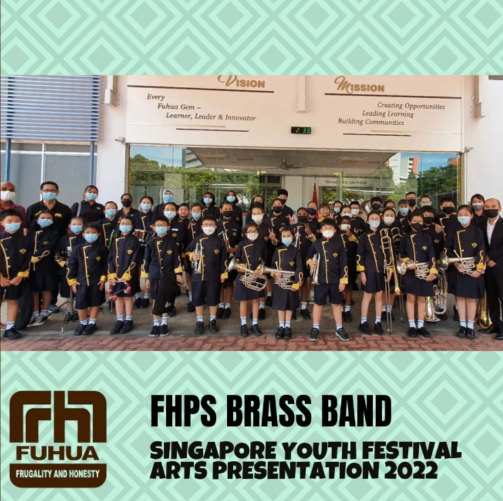 VISION
MISSION
Every
Fuhua Gem –
Learner, Leader & Innovator
Creating Opportunities
Leading Learning
Building Communities
FHPS BRASS BAND
FUHUA
FRUGALITY AND HONESTY
SINGAPORE YOUTH FESTIVAL
ARTS PRESENTATION 2022